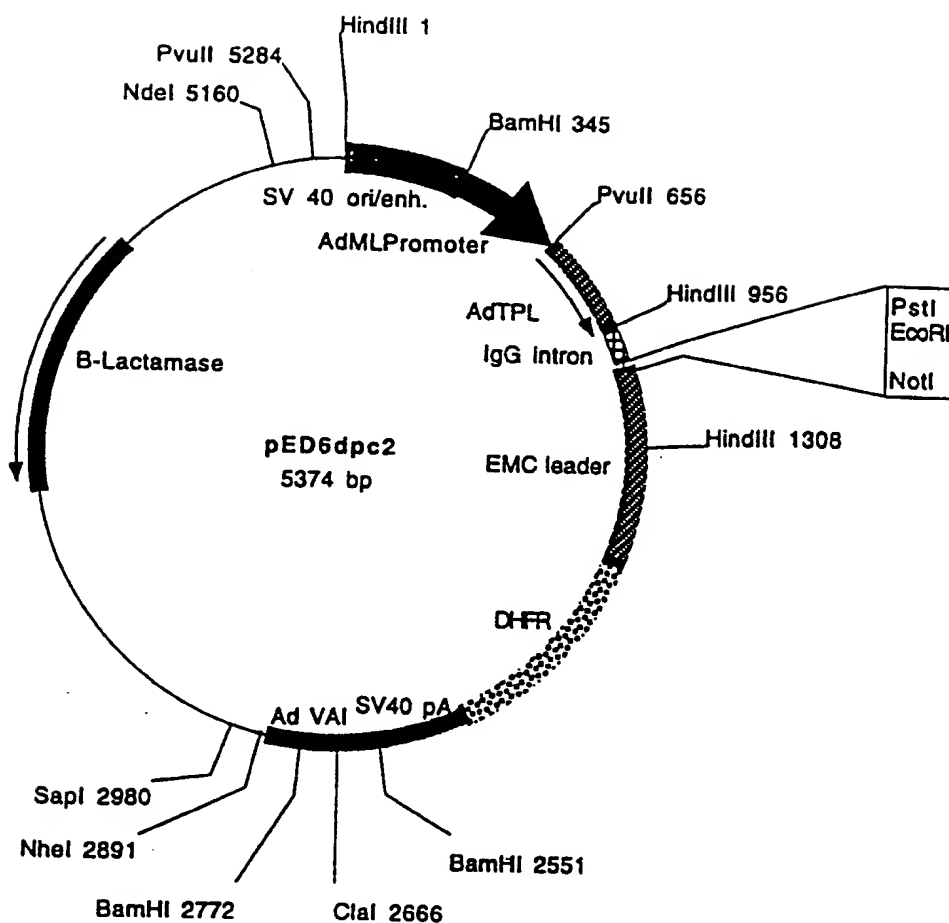 HindIII 1
PvuII 5284
NdeI 5160
BamHI 345
SV 40 ori/enh.
PvuII 656
AdMLPromoter
HindIII 956
AdTPL
PstI
EcoRI
IgG intron
NotI
B-Lactamase
HindIII 1308
pED6dpc2
EMC leader
5374 bp
DHFR
SV40 pA
Ad VAI
SapI 2980
NheI 2891
BamHI 2551
BamHI 2772
ClaI 2666